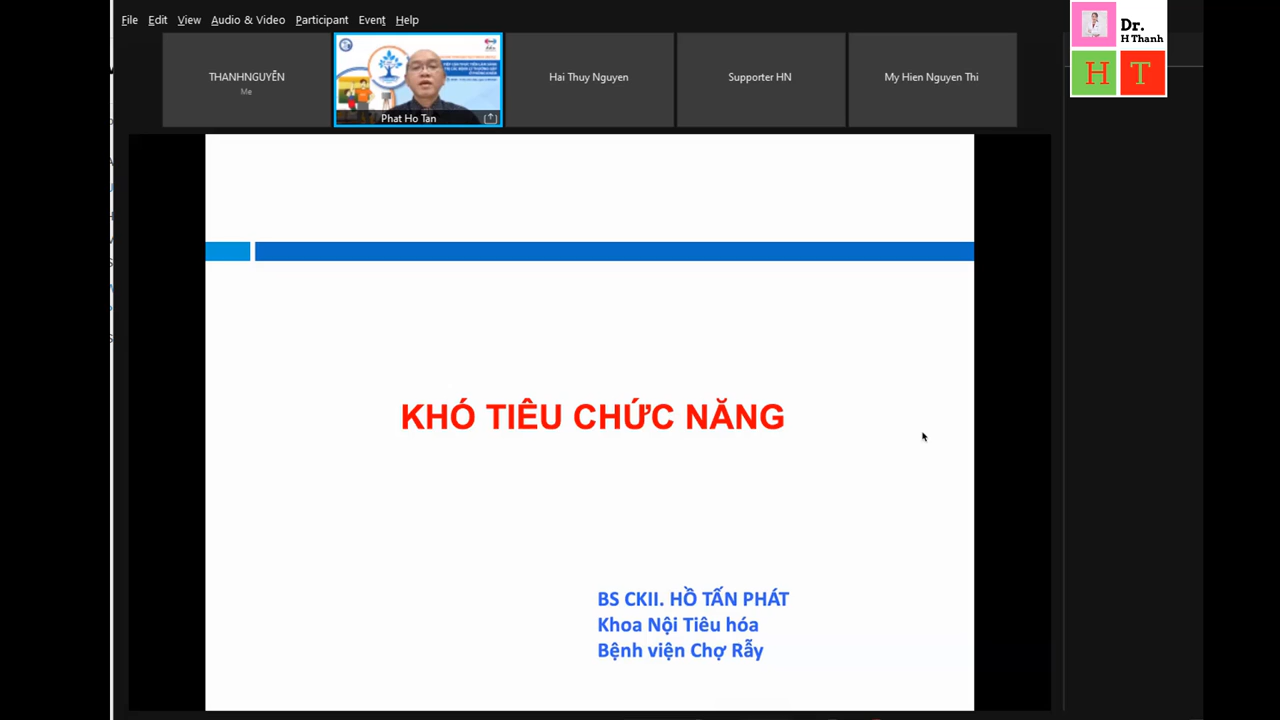 File Edit View Audio & Video Participant Event Help
Dr.
H Thanh
H T
THANHNGUYỄN
Me
Phat Ho Tan
Hai Thuy Nguyen
Supporter HN
My Hien Nguyen Thi
KHÓ TIÊU CHỨC NĂNG
BS CKII. HỒ TẤN PHÁT
Khoa Nội Tiêu hóa
Bệnh viện Chợ Rẫy